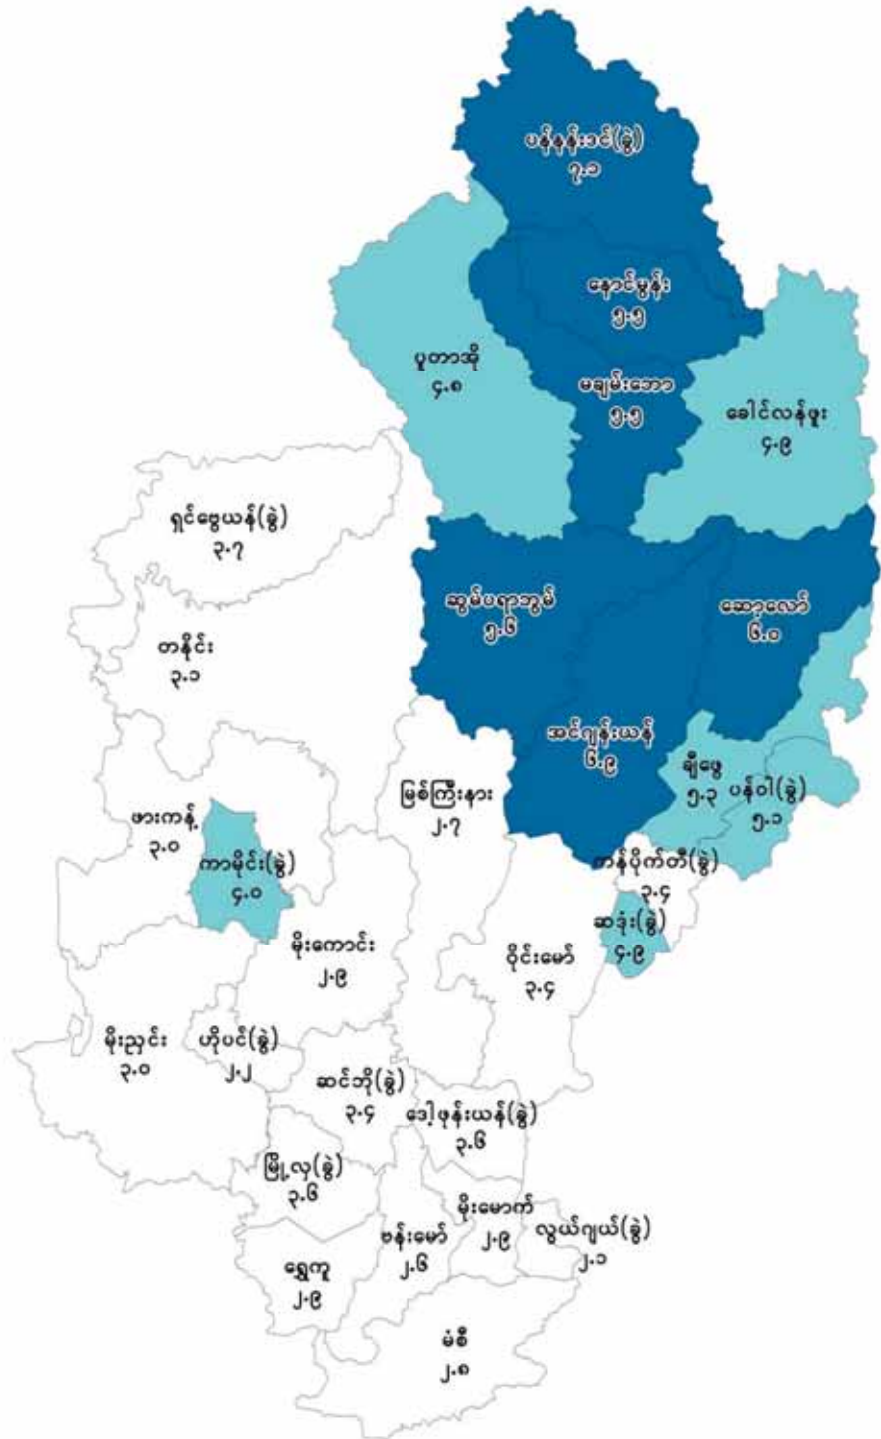 ပန်နန်းဒင်(ခွဲ)
၇.၁
နောင်မွန်း
၅.၅
ပူတာအို
၄.၈
မချမ်းဘော
၅.၅
ခေါင်လန်ဖူး
၄.၉
ရှင်ဗွေယန်(ခွဲ)
၃.၇
ဆွမ်ပရာဘွမ်
၅.၆
ဆော့လော်
၆.၀
တနိုင်း
၃.၁
အင်ဂျန်းယန်
၆.၉
ချီဖွေ
၅.၃
ပန်ဝါ(ခွဲ)
၅.၁
မြစ်ကြီးနား
၂.၇
ဖားကန့်
၃.၀
ကာမိုင်း(ခွဲ)
၄.၀
ကန်ပိုက်တီ(ခွဲ)
၃.၄
ဆဒုံး(ခွဲ)
၄.၉
မိုးကောင်း
၂.၉
ဝိုင်းမော်
၃.၄
မိုးညှင်း
၃.၀
ဟိုပင်(ခွဲ)
၂.၂
ဆင်ဘို(ခွဲ)
၃.၄
ဒေါ့ဖုန်းယန်(ခွဲ)
၃.၆
မြို့လှ(ခွဲ)
၃.၆
မိုးမောက်
၂.၉
ဗန်းမော်
၂.၆
လွယ်ဂျယ်(ခွဲ)
၂.၁
ရွှေကူ
၂.၉
မံစီ
၂.၈